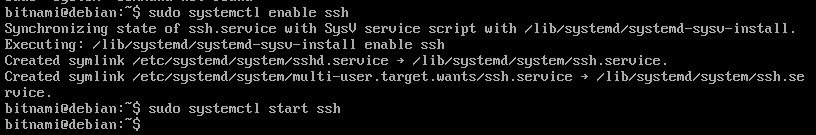 bitnami@debian:~$ sudo systemctl enable ssh
Synchronizing state of ssh.service with SysV service script with /lib/systemd/systemd-sysv-install.
Executing: /lib/systemd/systemd-sysv-install enable ssh
Created symlink /etc/systemd/system/sshd.service → /lib/systemd/system/ssh.service.
Created symlink /etc/systemd/system/multi-user.target.wants/ssh.service → /lib/systemd/system/ssh.se
rvice.
bitnami@debian:~$ sudo systemctl start ssh
bitnami@debian:~$